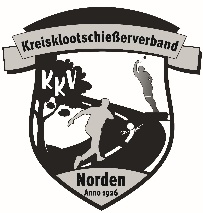 Kreisklootschießerverband
KKV
Norden
Anno 1926